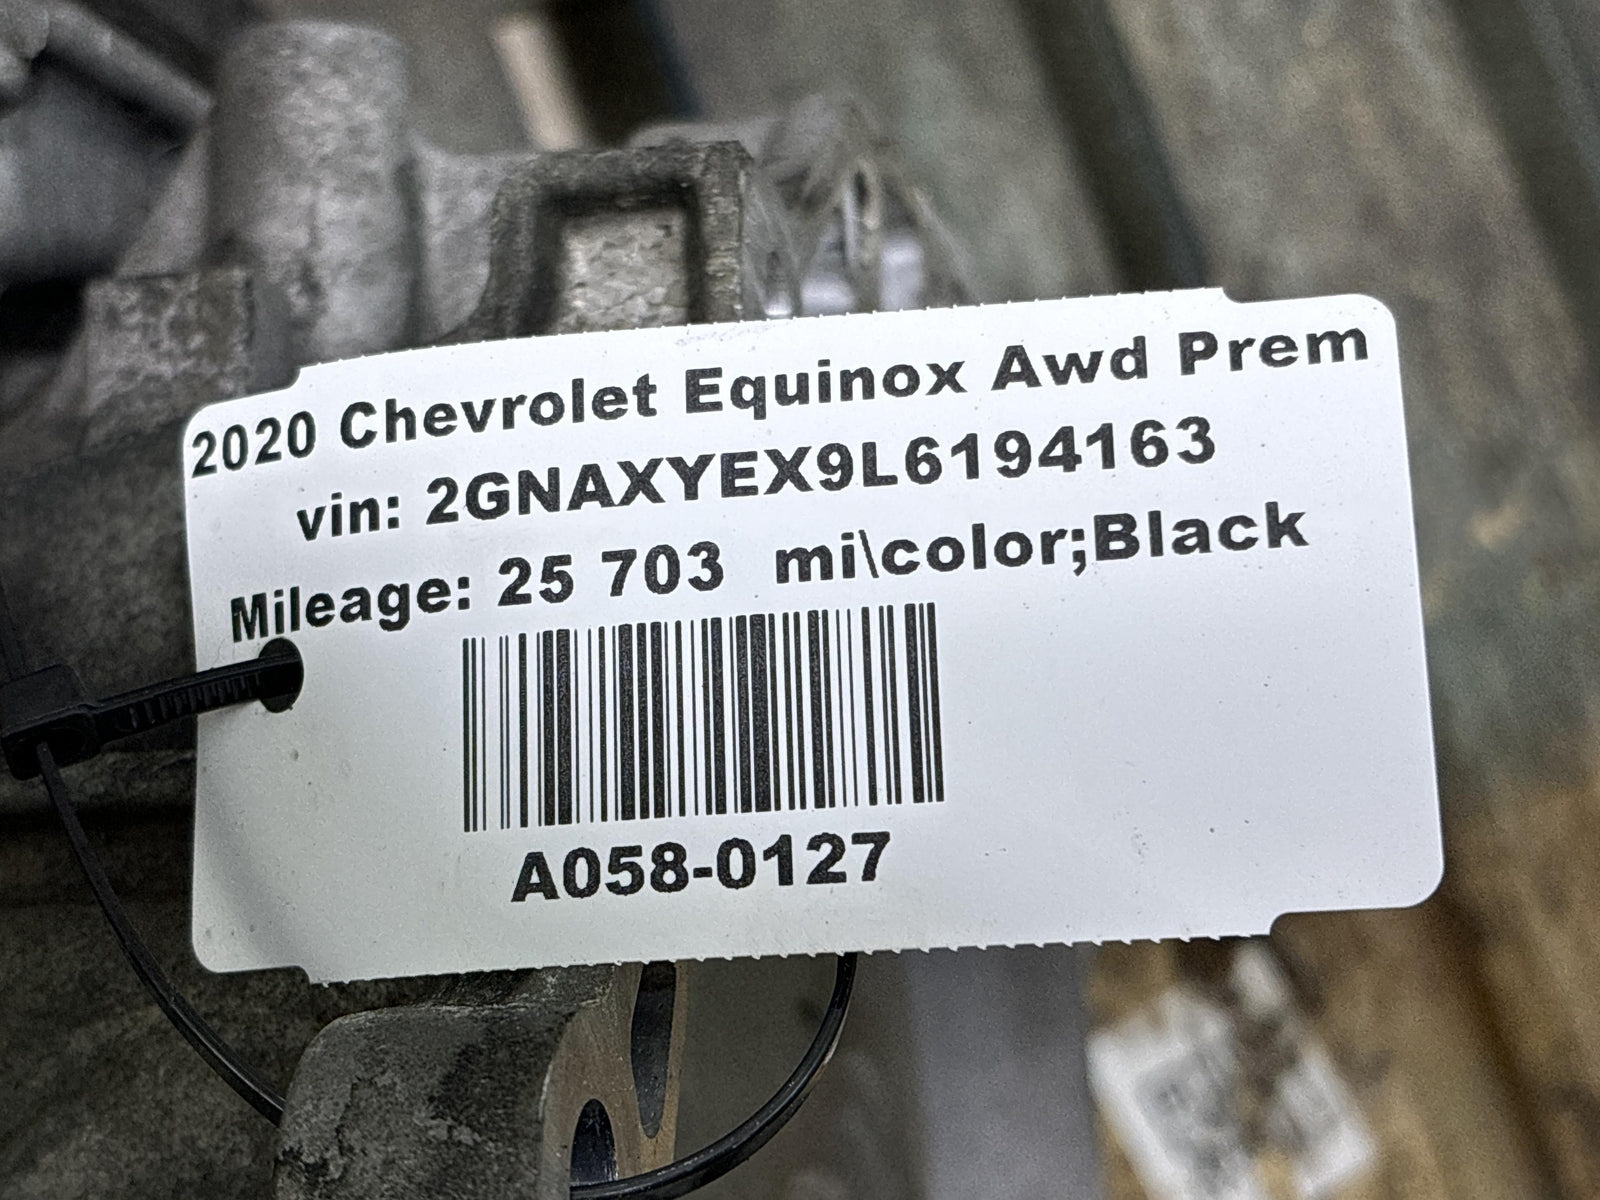 2020 Chevrolet Equinox Awd Prem
vin: 2GNAXYEX9L6194163
Mileage: 25 703 mi\color;Black
A058-0127